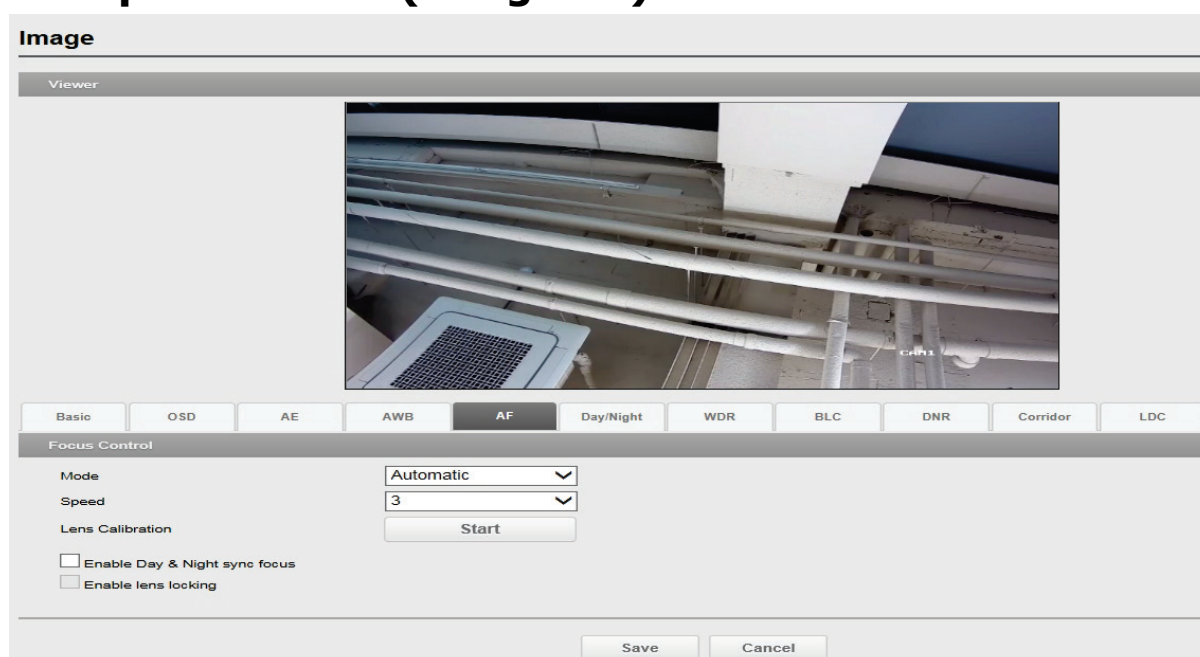 Image
Viewer
CAM1
Basic OSD AE AWB AF Day/Night WDR BLC DNR Corridor LDC
Focus Control
Mode Automatic
Speed 3
Lens Calibration Start
Enable Day & Night sync focus
Enable lens locking
Save Cancel